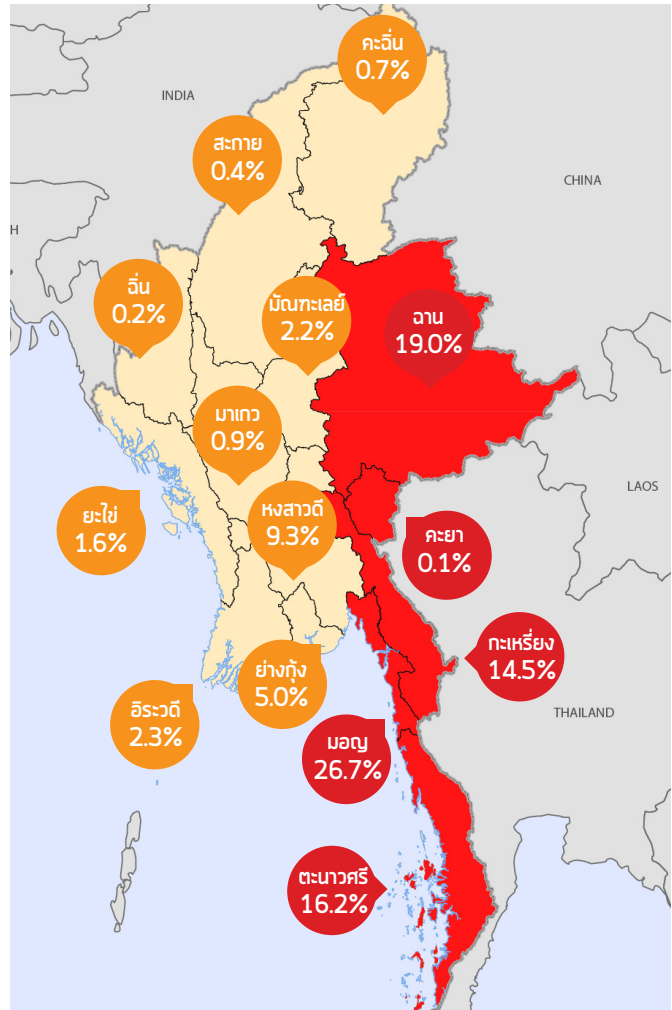 คะฉิ่น
0.7%
INDIA
สะกาย
0.4%
CHINA
H
ฉิ่น
0.2%
มัณฑะเลย์
2.2%
ฉาน
19.0%
มาเกว
0.9%
LAOS
ยะไข่
1.6%
หงสาวดี
9.3%
คะยา
0.1%
กะเหรี่ยง
14.5%
ย่างกุ้ง
5.0%
อิระวดี
2.3%
THAILAND
มอญ
26.7%
ตะนาวศรี
16.2%